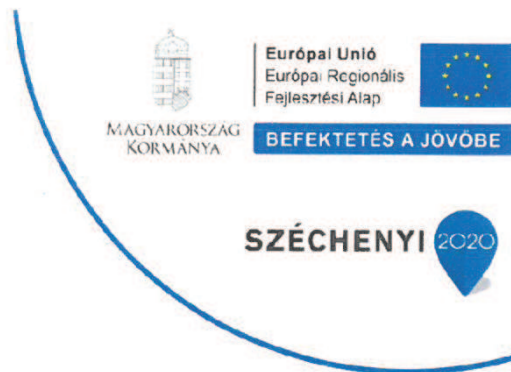 Európai Unió
Európai Regionális
Fejlesztési Alap
MAGYARORSZÁG
KORMÁNYA
BEFEKTETÉS A JÖVŐBE
SZÉCHENYI 2020